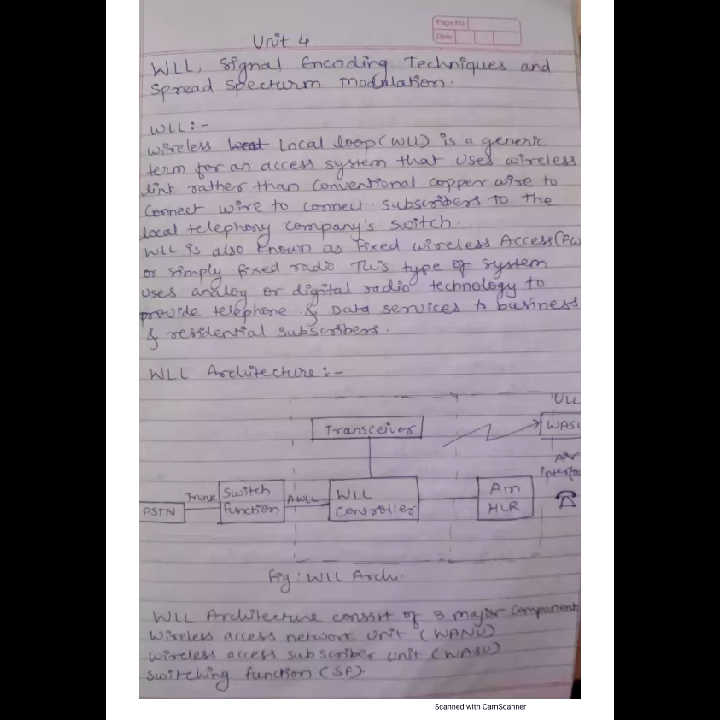 Page No
Date
Unit 4
WLL, Signal Encoding Techniques and
Spread Specturm modulation.
WLL:-
Wireless Local loop (WLL) is a generic
term for an access system that uses wireless
link rather than conventional copper wire to
connect wire to connect subscribers to the
local telephony company's switch.
WLL is also known as fixed wireless Access (FW
or simply fixed radio This type of system
uses analog or digital radio technology to
provide telephone & Data services to business
& residential subscribers.
WLL Architecture:-
Transceiver
WASU
Air
Interfac
PSTN
Trunk
Switch
function
AWLL
WLL
Controller
Am
HLR
fig: WLL Arch.
WLL Architecture consist of 3 major component
Wireless access network unit (WANU)
Wireless access subscriber unit (WASU)
Switching function (SF).
Scanned with CamScanner